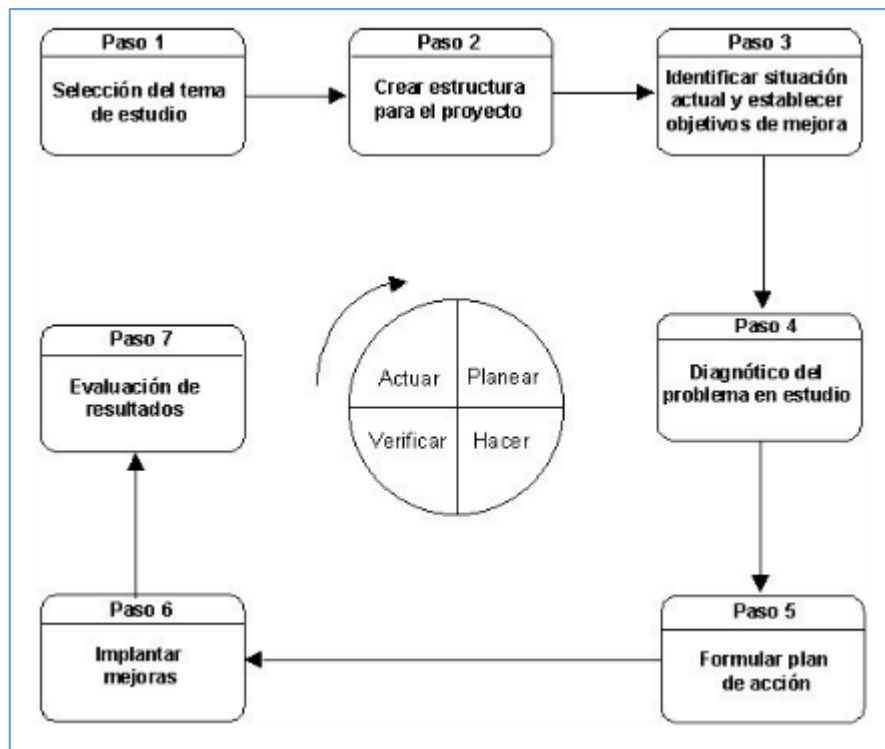 Paso 1
Selección del tema
de estudio
Paso 2
Crear estructura
para el proyecto
Paso 3
Identificar situación
actual y establecer
objetivos de mejora
Paso 4
Diagnótico del
problema en estudio
Paso 5
Formular plan
de acción
Paso 6
Implantar
mejoras
Paso 7
Evaluación de
resultados
Actuar
Planear
Verificar
Hacer